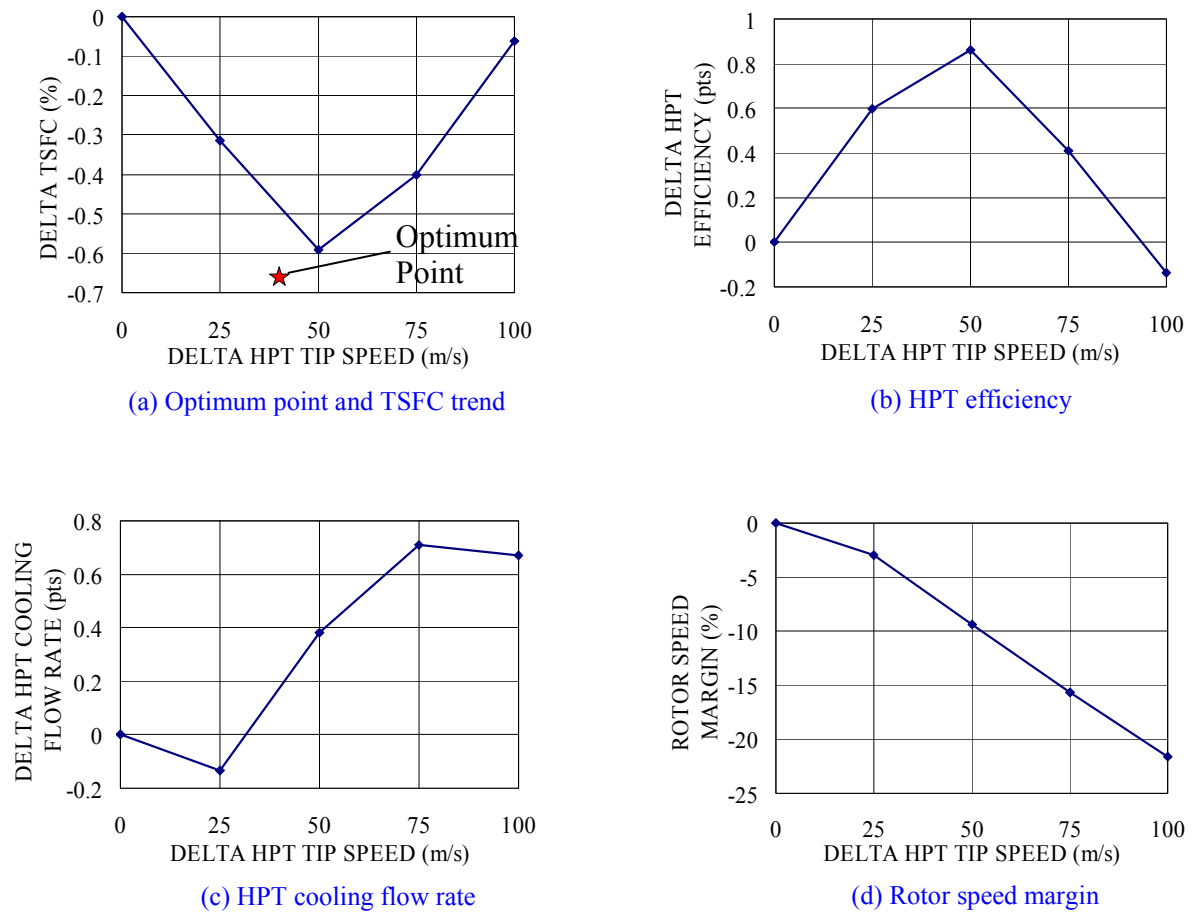 0
-0.1
-0.2
-0.3
-0.4
-0.5
-0.6
-0.7
DELTA TSFC (%)
Optimum
Point
0 25 50 75 100
DELTA HPT TIP SPEED (m/s)
(a) Optimum point and TSFC trend
1
0.8
0.6
0.4
0.2
0
-0.2
DELTA HPT
EFFICIENCY (pts)
0 25 50 75 100
DELTA HPT TIP SPEED (m/s)
(b) HPT efficiency
0.8
0.6
0.4
0.2
0
-0.2
DELTA HPT COOLING
FLOW RATE (pts)
0 25 50 75 100
DELTA HPT TIP SPEED (m/s)
(c) HPT cooling flow rate
0
-5
-10
-15
-20
-25
ROTOR SPEED
MARGIN (%)
0 25 50 75 100
DELTA HPT TIP SPEED (m/s)
(d) Rotor speed margin